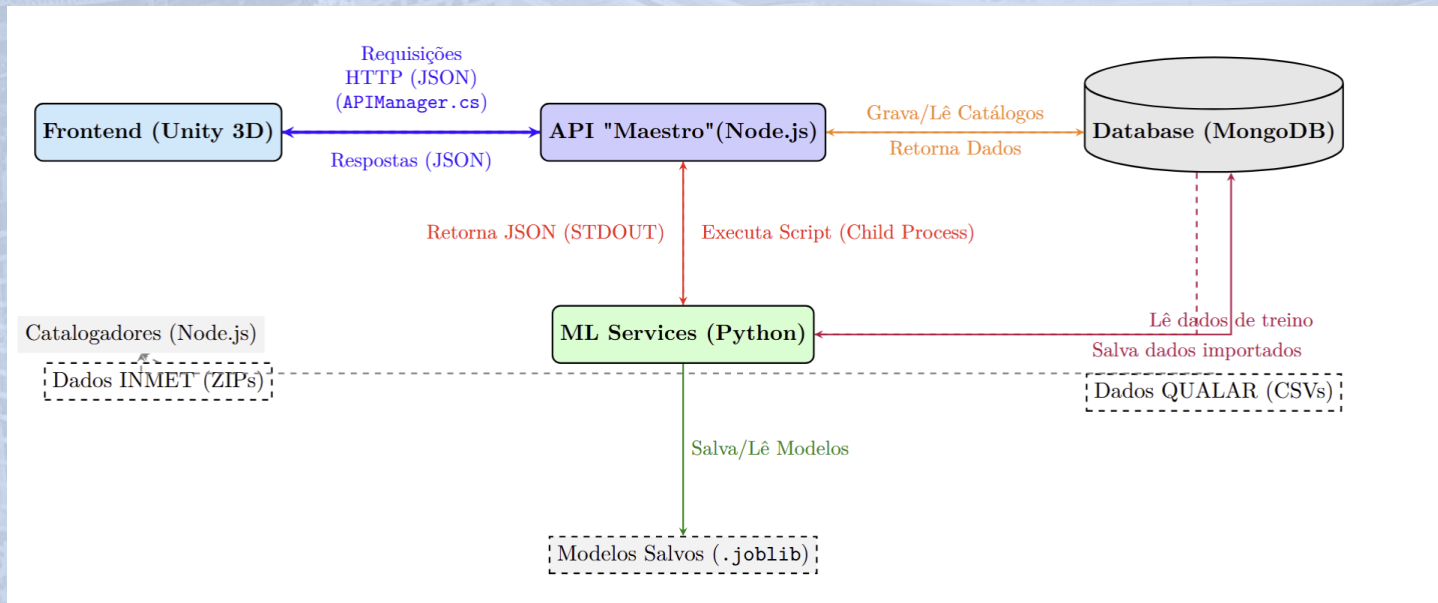 Requisições
HTTP (JSON)
(APIManager.cs)
Frontend (Unity 3D)
API "Maestro"(Node.js)
Grava/Lê Catálogos
Database (MongoDB)
Respostas (JSON)
Retorna Dados
Retorna JSON (STDOUT)
Executa Script (Child Process)
Catalogadores (Node.js)
ML Services (Python)
Lê dados de treino
Salva dados importados
Dados INMET (ZIPs)
Dados QUALAR (CSVs)
Salva/Lê Modelos
Modelos Salvos (.joblib)